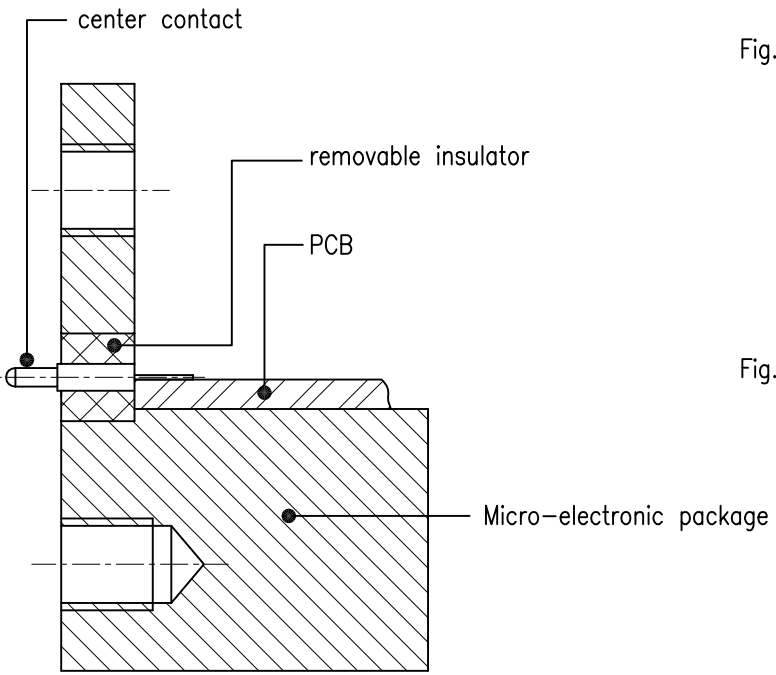 center contact
Fig.
removable insulator
PCB
Fig.
Micro-electronic package